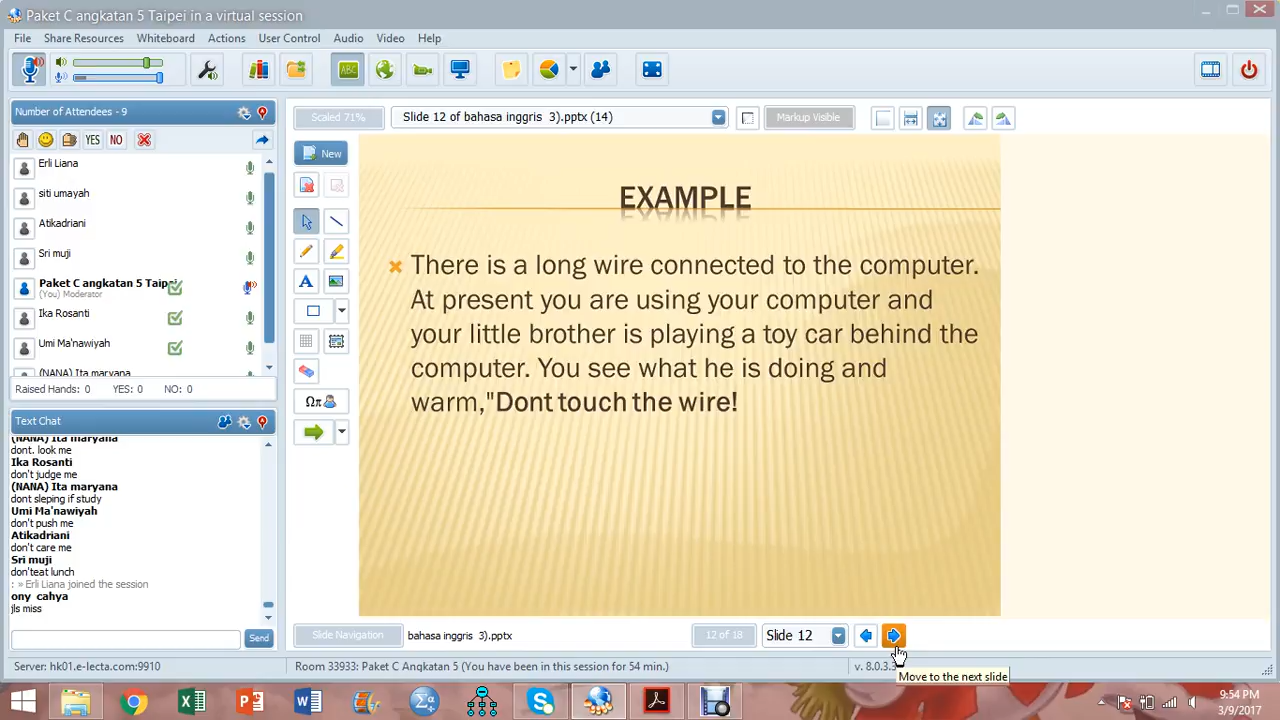 Paket C angkatan 5 Taipei in a virtual session
File Share Resources Whiteboard Actions User Control Audio Video Help
Number of Attendees - 9
YES NO
Erli Liana
siti umayah
Atikadriani
Sri muji
Paket C angkatan 5 Taip
(You) Moderator
Ika Rosanti
Umi Ma'nawiyah
(NANA) Ita maryana
Raised Hands: 0 YES: 0 NO: 0
Text Chat
(NANA) Ita maryana
dont. look me
Ika Rosanti
don't judge me
(NANA) Ita maryana
dont sleping if study
Umi Ma'nawiyah
don't push me
Atikadriani
don't care me
Sri muji
don'teat lunch
: » Erli Liana joined the session
ony cahya
jls miss
Send
Scaled 71% Slide 12 of bahasa inggris 3).pptx (14) Markup Visible
New
ABC
A
Ωπ
EXAMPLE
There is a long wire connected to the computer.
At present you are using your computer and
your little brother is playing a toy car behind the
computer. You see what he is doing and
warm,"Dont touch the wire!
Slide Navigation bahasa inggris 3).pptx 12 of 18 Slide 12
Server: hk01.e-lecta.com:9910 Room 33933: Paket C Angkatan 5 (You have been in this session for 54 min.) v. 8.0.3.
Move to the next slide
9:54 PM
3/9/2017